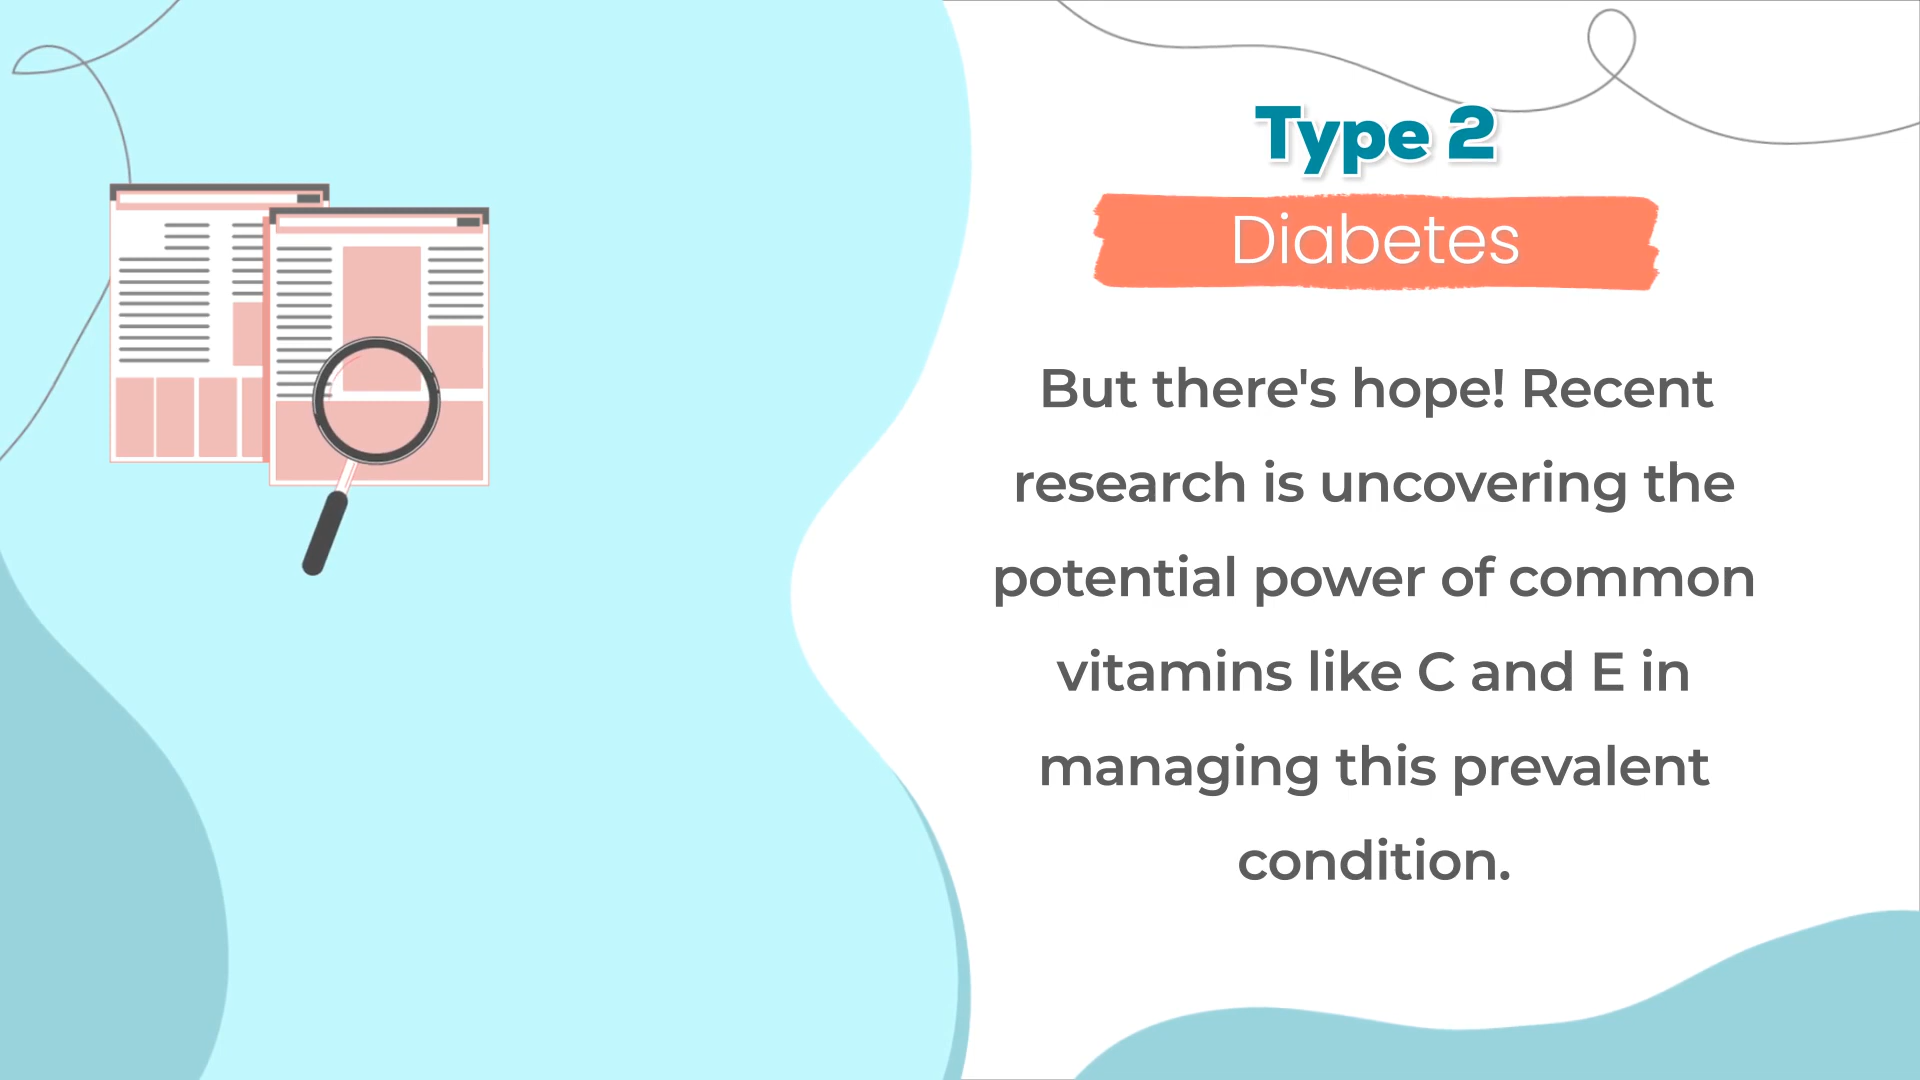 Type 2
Diabetes
But there's hope! Recent
research is uncovering the
potential power of common
vitamins like C and E in
managing this prevalent
condition.